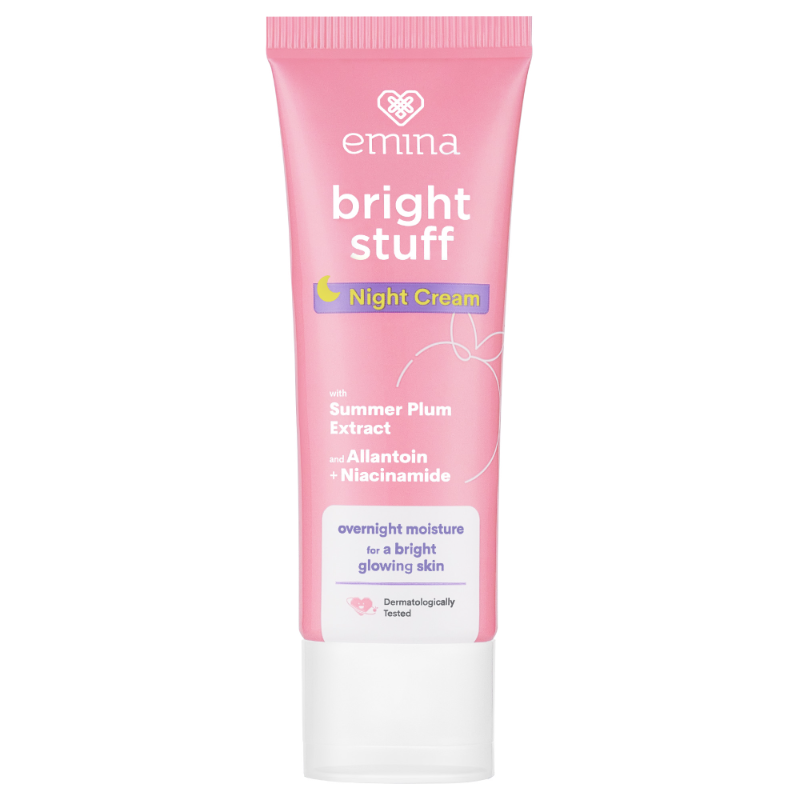 emina
bright
stuff
Night Cream
with
Summer Plum
Extract
and Allantoin
+ Niacinamide
overnight moisture
for a bright
glowing skin
Dermatologically
Tested